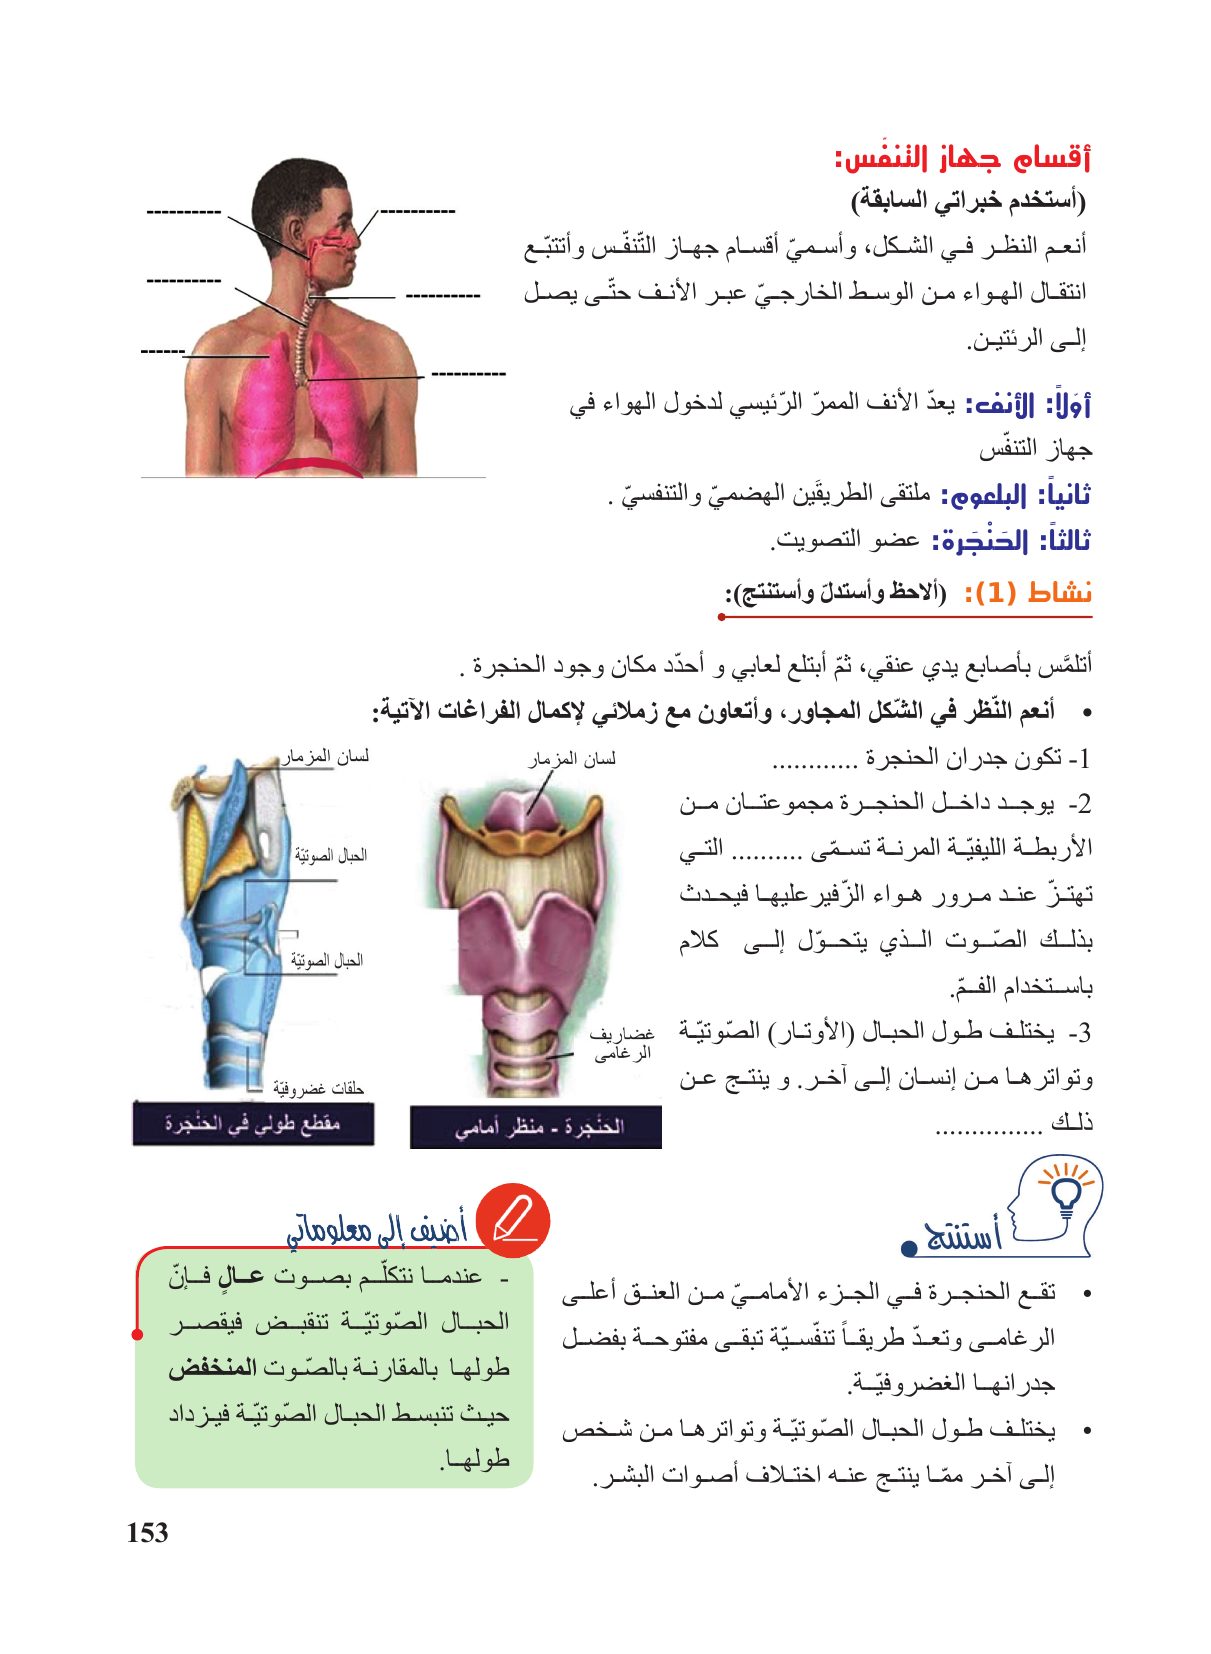 أقسام جهاز التنفّس:
(أستخدم خبراتي السابقة)
أنعم النظر في الشكل، وأسميّ أقسام جهاز التّنفّس وأتتبّع
انتقال الهواء من الوسط الخارجيّ عبر الأنف حتّى يصل
إلى الرئتين.
----------
----------
----------
----------
------
----------
أوّلاً: الأنف: يعدّ الأنف الممرّ الرّئيسي لدخول الهواء في
جهاز التنفّس
ثانياً: البلعوم: ملتقى الطريقَين الهضميّ والتنفسيّ .
ثالثاً: الحَنْجَرة: عضو التصويت.
نشاط (1): (ألاحظ وأستدلّ وأستنتج):
أتلمَّس بأصابع يدي عنقي، ثمّ أبتلع لعابي و أحدّد مكان وجود الحنجرة .
• أنعم النّظر في الشّكل المجاور، وأتعاون مع زملائي لإكمال الفراغات الآتية:
1- تكون جدران الحنجرة ............
2- يوجد داخل الحنجرة مجموعتان من
الأربطة الليفيّة المرنة تسمّى .......... التي
تهتزّ عند مرور هواء الزّفيرعليها فيحدث
بذلك الصّوت الذي يتحوّل إلى كلام
باستخدام الفمّ.
3- يختلف طول الحبال (الأوتار) الصّوتيّة
وتواترها من إنسان إلى آخر. و ينتج عن
ذلك ...............
لسان المزمار
غضاريف
الرغامى
الحَنْجَرة - منظر أمامي
لسان المزمار
الحبال الصوتيّة
الحبال الصوتيّة
حلقات غضروفيّة
مقطع طولي في الحَنْجَرة
أستنتج
• تقع الحنجرة في الجزء الأماميّ من العنق أعلى
الرغامى وتعدّ طريقاً تنفّسيّة تبقى مفتوحة بفضل
جدرانها الغضروفيّة.
• يختلف طول الحبال الصّوتيّة وتواترها من شخص
إلى آخر ممّا ينتج عنه اختلاف أصوات البشر.
أضيف إلى معلوماتي
- عندما نتكلّم بصوت عالٍ فإنّ
الحبال الصّوتيّة تنقبض فيقصر
طولها بالمقارنة بالصّوت المنخفض
حيث تنبسط الحبال الصّوتيّة فيزداد
طولها.
153